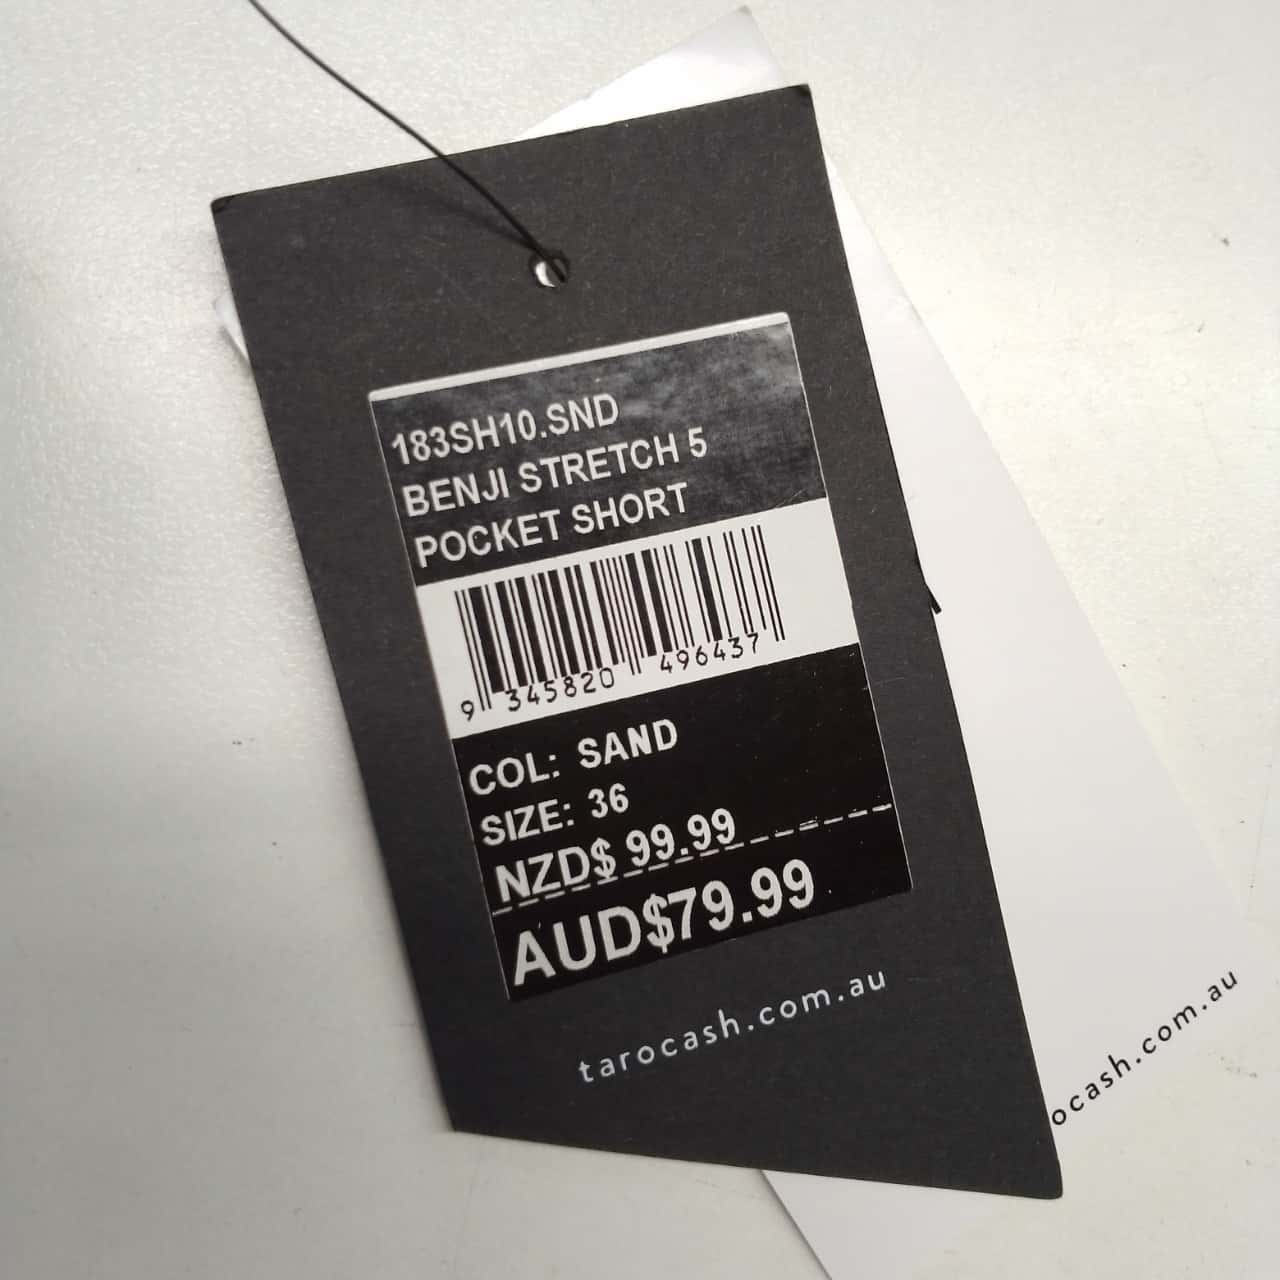 183SH10.SND
BENJI STRETCH 5
POCKET SHORT
9 345820 496437
COL: SAND
SIZE: 36
NZD$ 99.99
AUD$79.99
tarocash.com.au
ocash.com.au